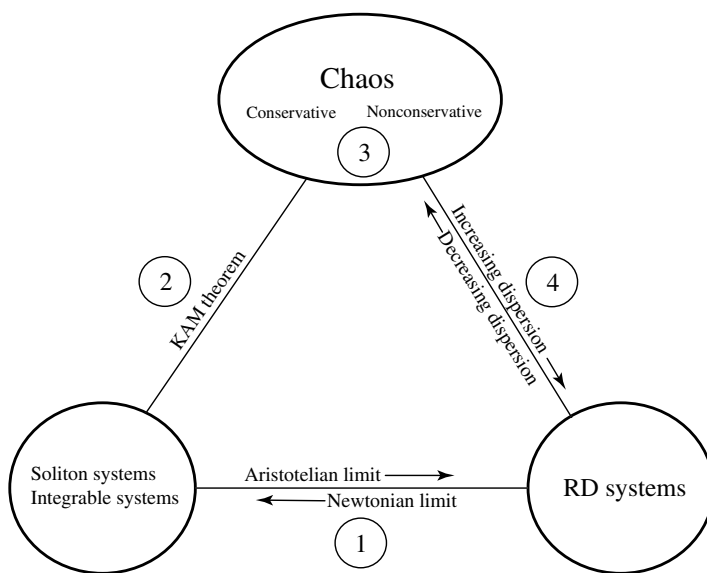 Chaos
Conservative Nonconservative
3
2
KAM theorem
Increasing dispersion
Decreasing dispersion
4
Soliton systems
Integrable systems
Aristotelian limit
Newtonian limit
1
RD systems